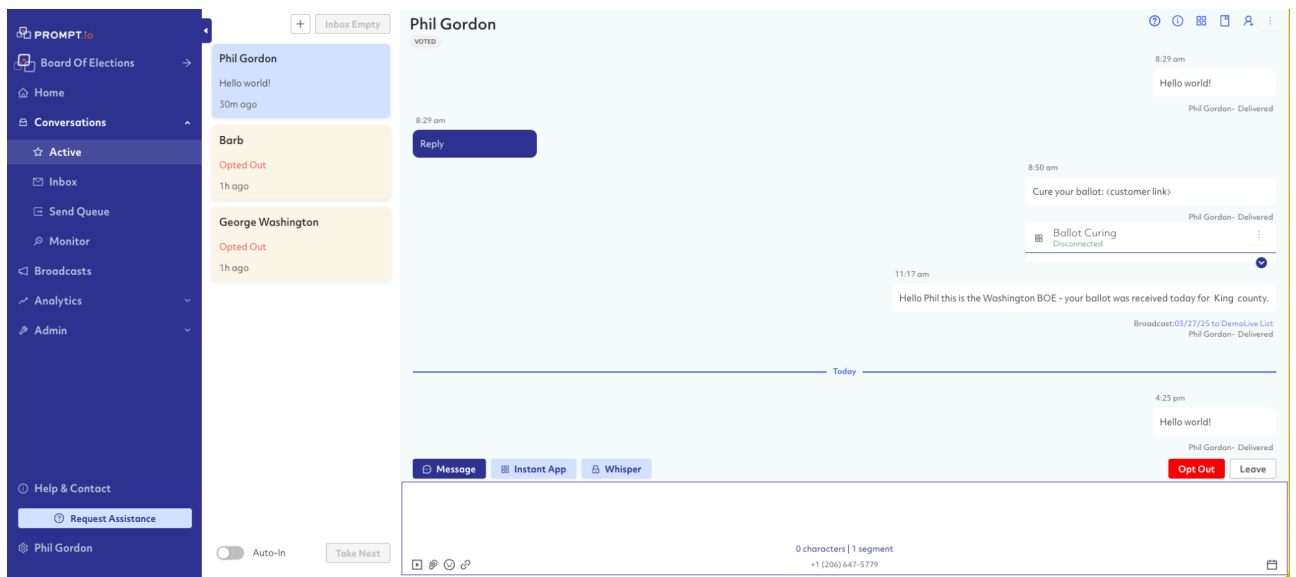 PROMPT.io
Board Of Elections
Home
Conversations
Active
Inbox
Send Queue
Monitor
Broadcasts
Analytics
Admin
Help & Contact
Request Assistance
Phil Gordon
Inbox Empty
Phil Gordon
Hello world!
30m ago
Barb
Opted Out
1h ago
George Washington
Opted Out
1h ago
Auto-In
Take Next
Phil Gordon
VOTED
8:29 am
Hello world!
Phil Gordon- Delivered
8:29 am
Reply
8:50 am
Cure your ballot: <customer link>
Phil Gordon- Delivered
Ballot Curing
Disconnected
11:17 am
Hello Phil this is the Washington BOE - your ballot was received today for King county.
Broadcast:03/27/25 to DemoLive List
Phil Gordon- Delivered
Today
4:25 pm
Hello world!
Phil Gordon- Delivered
Message
Instant App
Whisper
Opt Out
Leave
0 characters | 1 segment
+1 (206) 647-5779